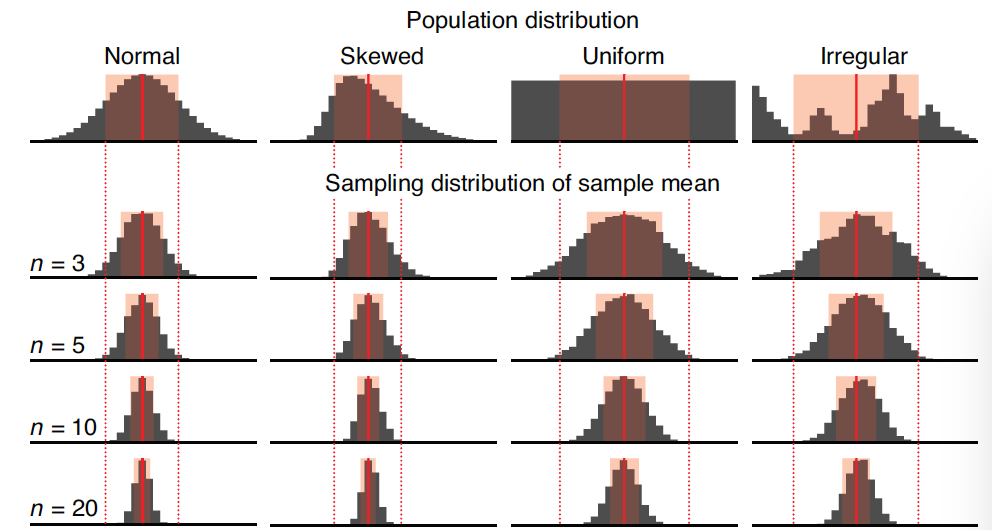 Population distribution
Normal Skewed Uniform Irregular
Sampling distribution of sample mean
n = 3
n = 5
n = 10
n = 20